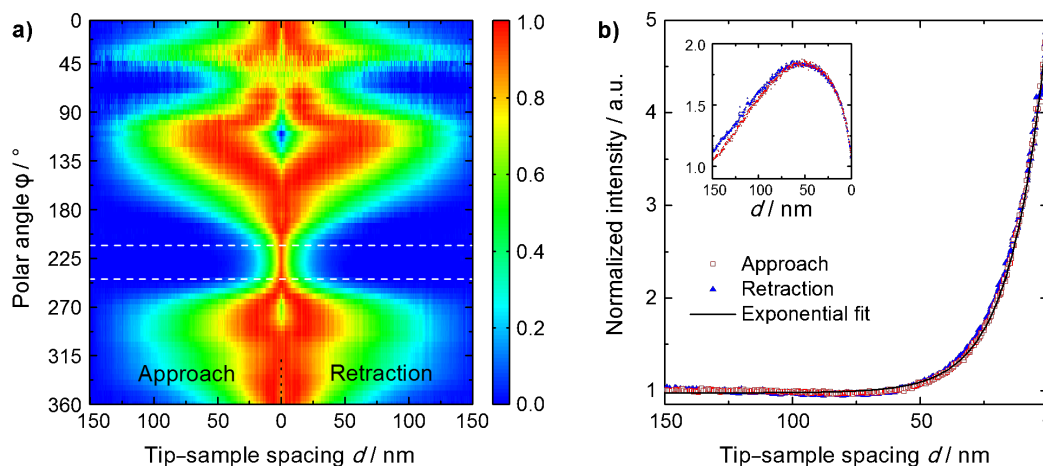 a)
Polar angle φ / °
0
45
90
135
180
225
270
315
360
Approach
Retraction
150 100 50 0 50 100 150
Tip–sample spacing d / nm
1.0
0.8
0.6
0.4
0.2
0.0
b)
Normalized intensity / a.u.
5
4
3
2
1
2.0
1.5
1.0
150 100 50 0
d / nm
Approach
Retraction
Exponential fit
150 100 50
Tip–sample spacing d / nm